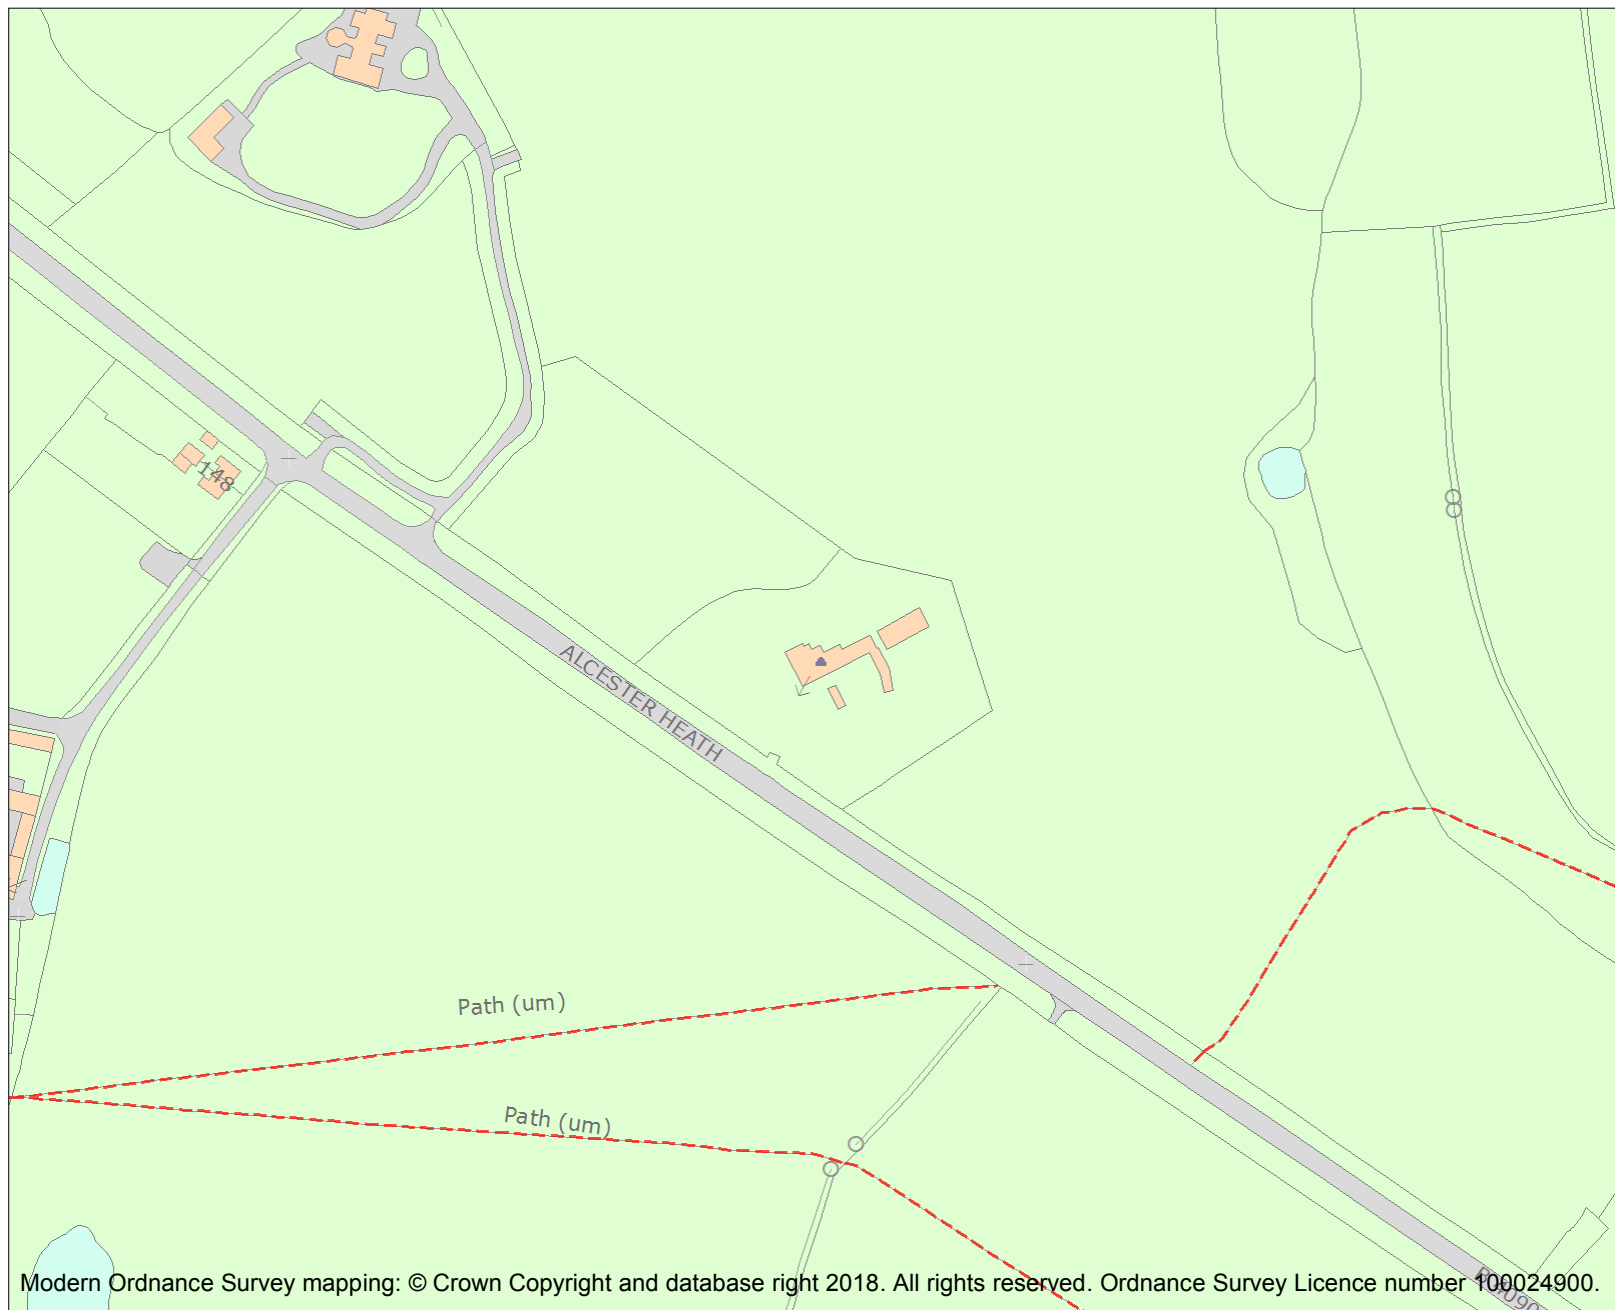 148
ALCESTER HEATH
Path (um)
Path (um)
Modern Ordnance Survey mapping: © Crown Copyright and database right 2018. All rights reserved. Ordnance Survey Licence number 100024900.